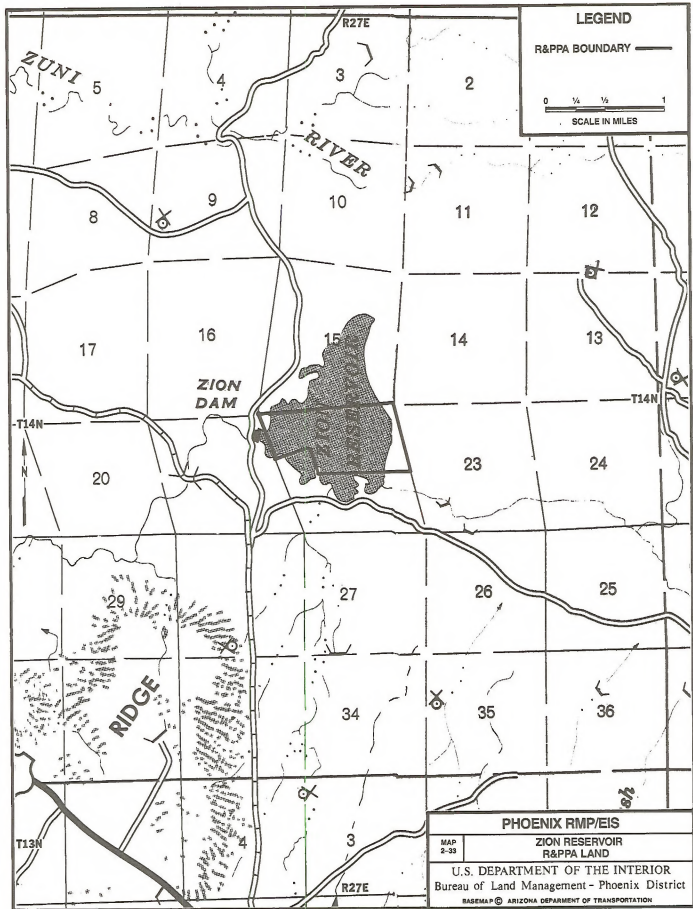 R27E
LEGEND
R&PPA BOUNDARY
0 ¼ ½ 1
SCALE IN MILES
ZUNI
5
4
3
2
RIVER
8
9
10
11
12
17
16
15
14
13
ZION
DAM
ZION
RESERVOIR
T14N
T14N
20
23
24
N
29
27
26
25
RIDGE
34
35
36
T13N
4
3
R27E
PHOENIX RMP/EIS
MAP
2-33
ZION RESERVOIR
R&PPA LAND
U.S. DEPARTMENT OF THE INTERIOR
Bureau of Land Management - Phoenix District
BASEMAP © ARIZONA DEPARTMENT OF TRANSPORTATION